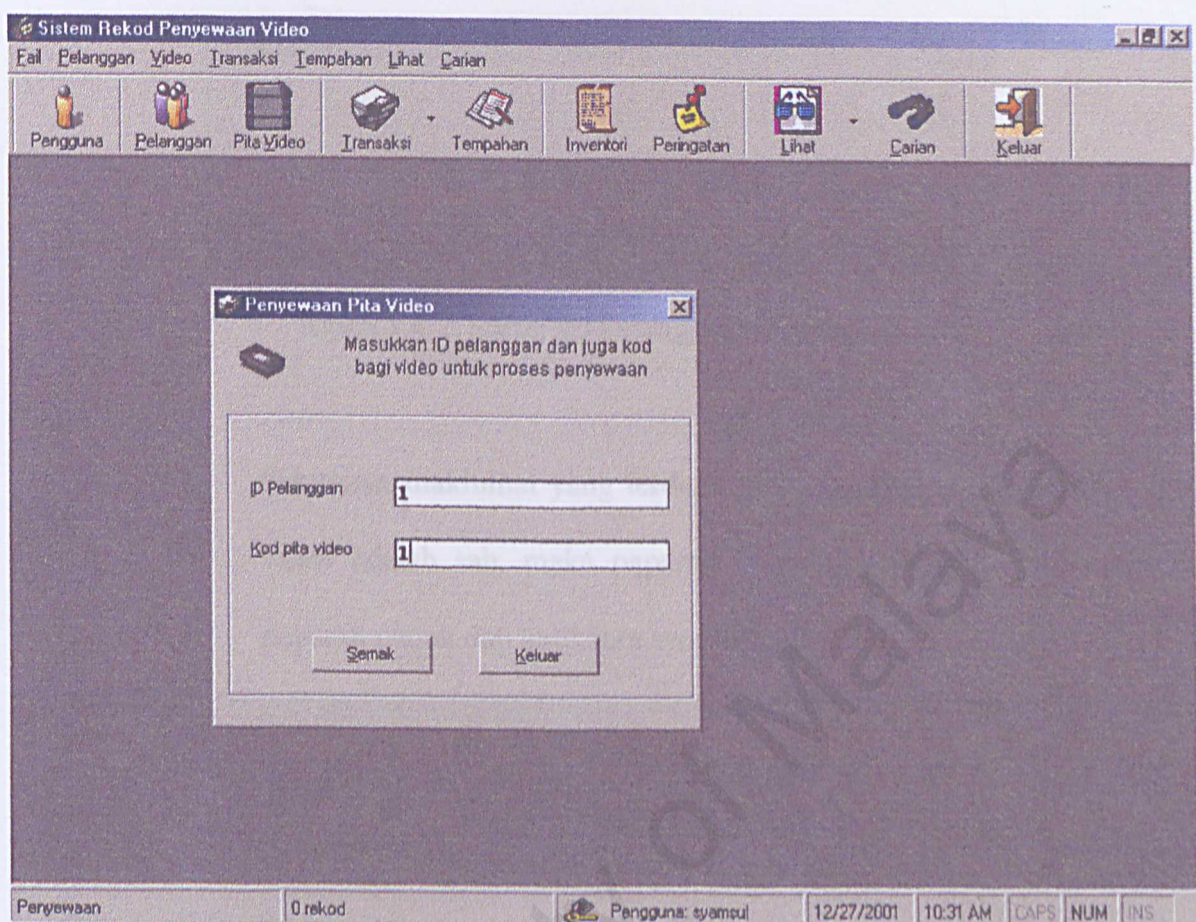 Sistem Rekod Penyewaan Video
Fail Pelanggan Video Transaksi Tempahan Lihat Carian
Pengguna Pelanggan Pita Video Transaksi Tempahan Inventori Peringatan Lihat Carian Keluar
Penyewaan Pita Video
Masukkan ID pelanggan dan juga kod
bagi video untuk proses penyewaan
ID Pelanggan 1
Kod pita video 1
Semak Keluar
Penyewaan 0 rekod Pengguna: syamsul 12/27/2001 10:31 AM CAPS NUM INS
of Malaya